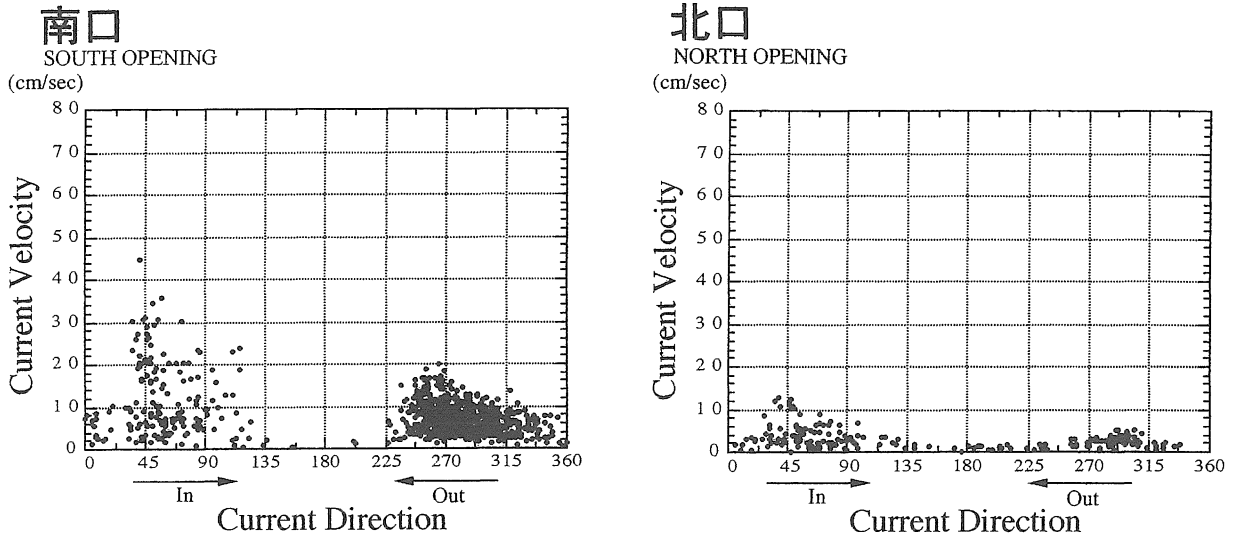 南口
SOUTH OPENING
(cm/sec)
Current Velocity
80
70
60
50
40
30
20
10
0
0 45 90 135 180 225 270 315 360
In Out
Current Direction
北口
NORTH OPENING
(cm/sec)
Current Velocity
80
70
60
50
40
30
20
10
0
0 45 90 135 180 225 270 315 360
In Out
Current Direction